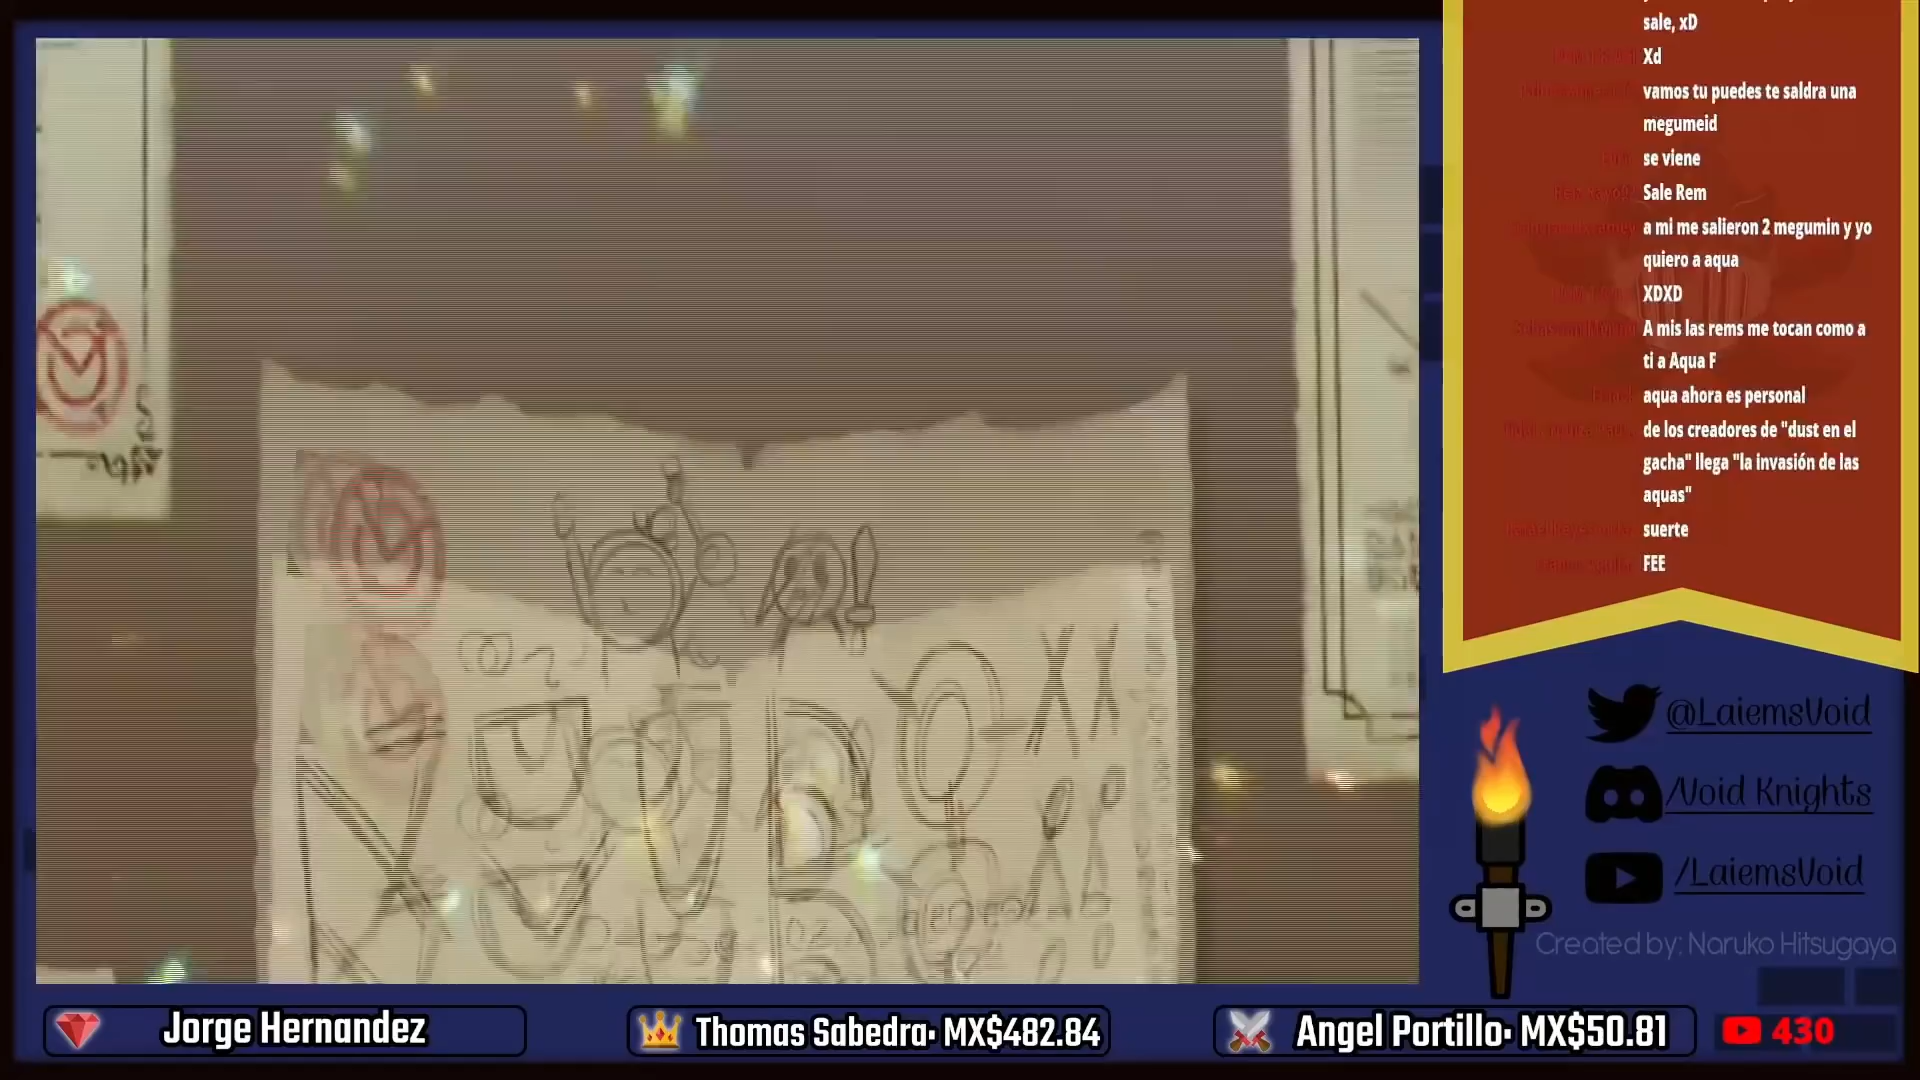 sale, xD
Xd
vamos tu puedes te saldra una
megumeid
se viene
Sale Rem
a mi me salieron 2 megumin y yo
quiero a aqua
XDXD
A mis las rems me tocan como a
ti a Aqua F
aqua ahora es personal
de los creadores de "dust en el
gacha" llega "la invasión de las
aquas"
suerte
FEE
@LaiemsVoid
/Void Knights
/LaiemsVoid
Created by: Naruko Hitsugaya
Jorge Hernandez
Thomas Sabedra: MX$482.84
Angel Portillo: MX$50.81
430